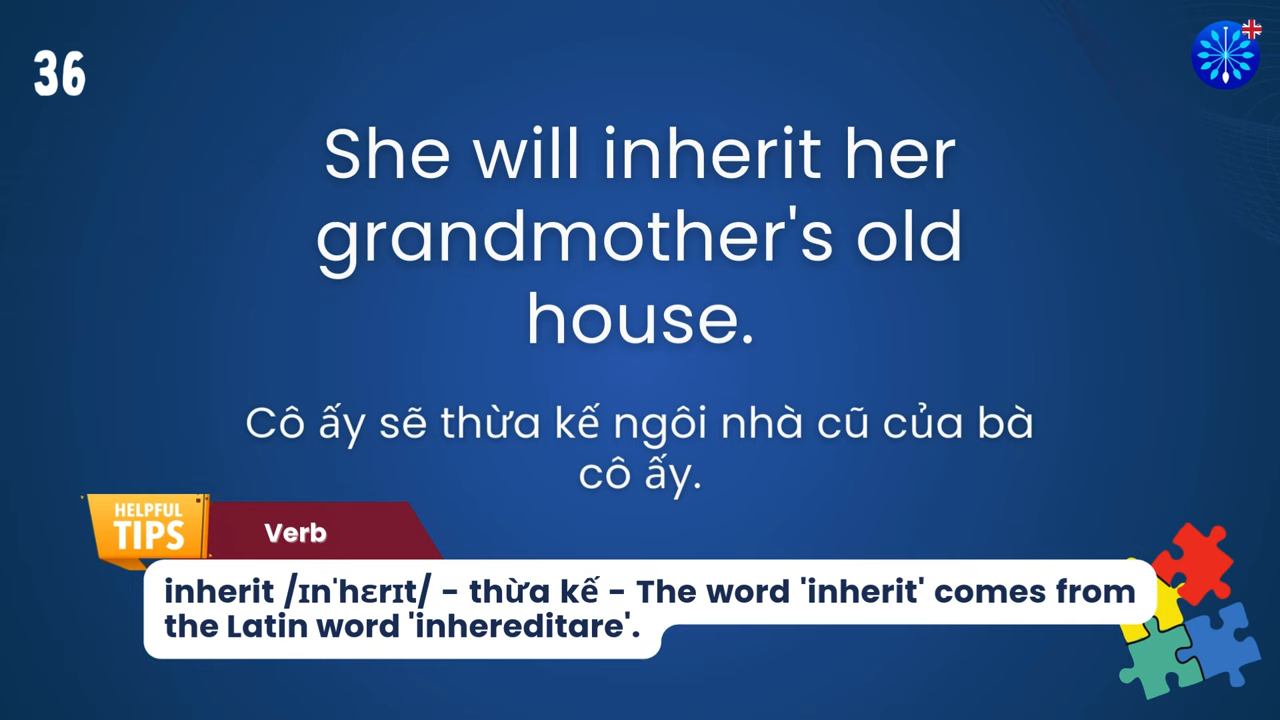 36
She will inherit her
grandmother's old
house.
Cô ấy sẽ thừa kế ngôi nhà cũ của bà
cô ấy.
HELPFUL
TIPS
Verb
inherit /ɪnˈhɛrɪt/ - thừa kế - The word 'inherit' comes from
the Latin word 'inhereditare'.